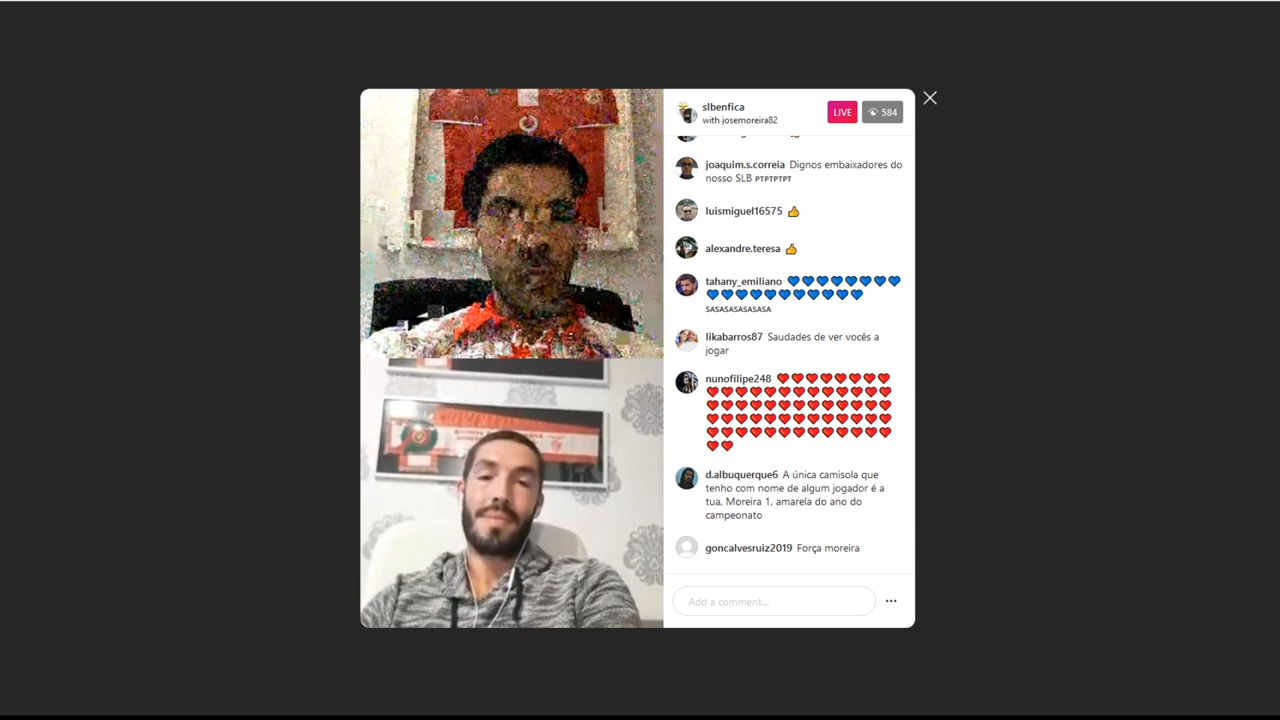 slbenfica
with josemoreira82
LIVE
584
joaquim.s.correia Dignos embaixadores do
nosso SLB PTPTPTPT
luismiguel16575 👍
alexandre.teresa 👍
tahany_emiliano 💙💙💙💙💙💙💙💙
💙💙💙💙💙💙💙💙💙💙💙
SASASASASASASA
likabarros87 Saudades de ver vocês a
jogar
nunofilipe248 ❤️❤️❤️❤️❤️❤️❤️❤️
❤️❤️❤️❤️❤️❤️❤️❤️❤️❤️❤️❤️❤️
❤️❤️❤️❤️❤️❤️❤️❤️❤️❤️❤️❤️❤️
❤️❤️❤️❤️❤️❤️❤️❤️❤️❤️❤️❤️❤️
❤️❤️❤️❤️❤️❤️❤️❤️❤️❤️❤️❤️❤️
❤️❤️
d.albuquerque6 A única camisola que
tenho com nome de algum jogador é a
tua, Moreira 1, amarela do ano do
campeonato
goncalvesruiz2019 Força moreira
Add a comment...